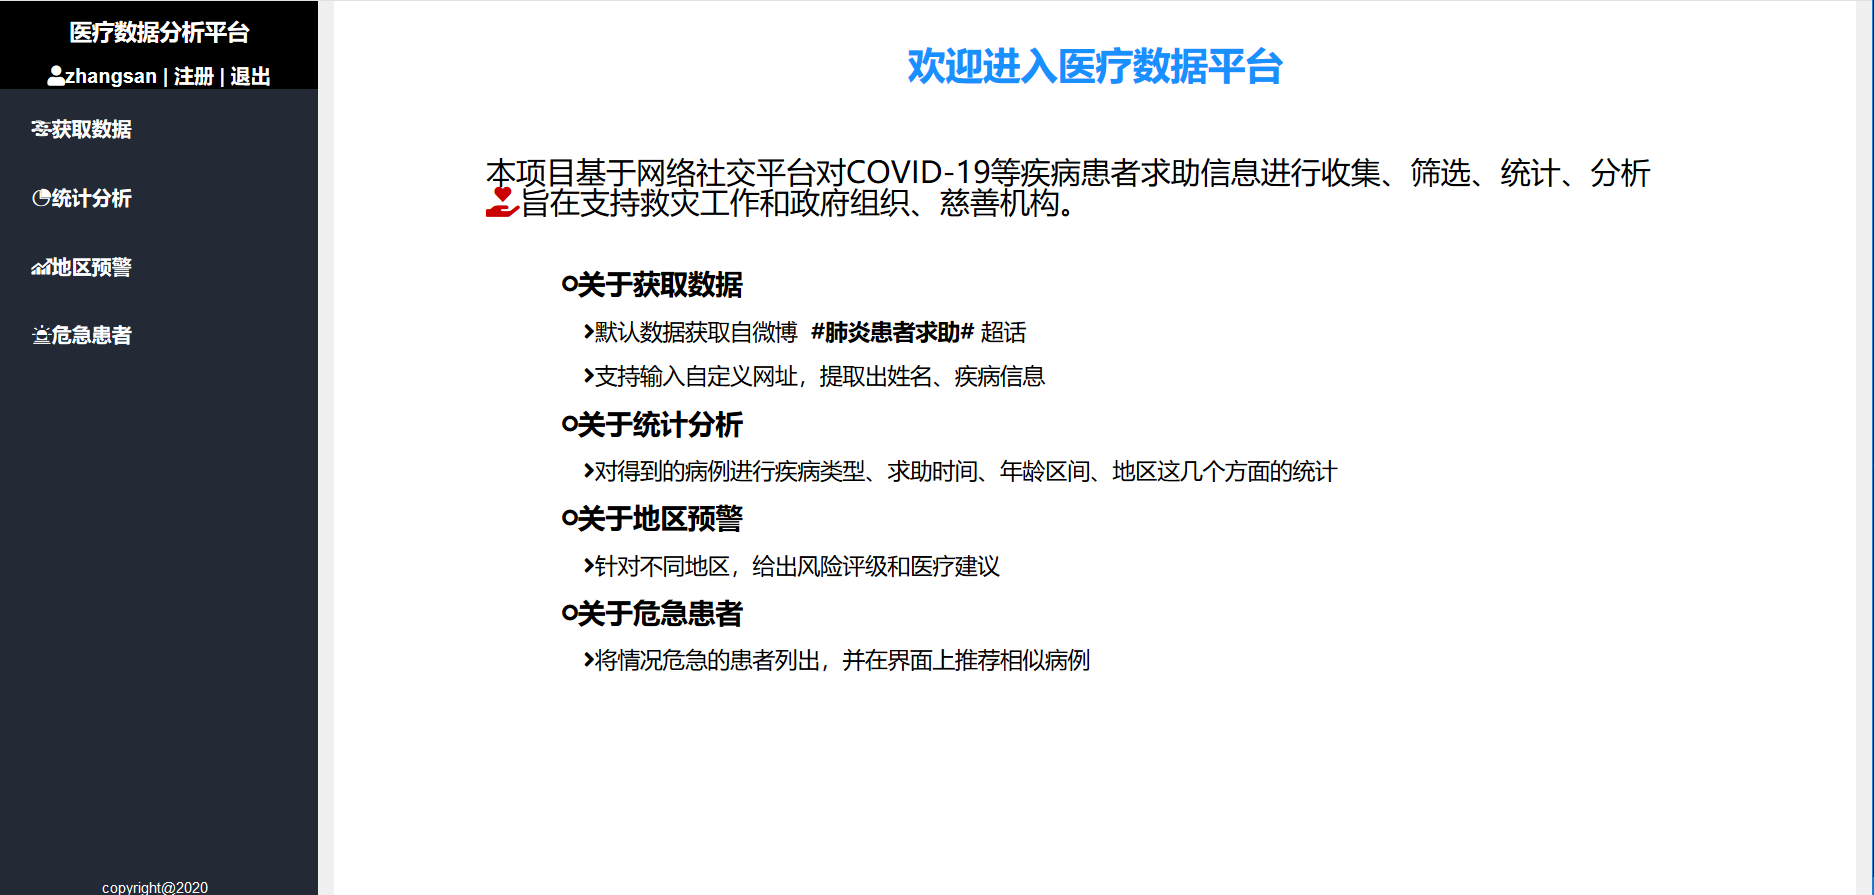 医疗数据分析平台
zhangsan | 注册 | 退出
获取数据
统计分析
地区预警
危急患者
copyright@2020
欢迎进入医疗数据平台
本项目基于网络社交平台对COVID-19等疾病患者求助信息进行收集、筛选、统计、分析
旨在支持救灾工作和政府组织、慈善机构。
关于获取数据
默认数据获取自微博 #肺炎患者求助# 超话
支持输入自定义网址，提取出姓名、疾病信息
关于统计分析
对得到的病例进行疾病类型、求助时间、年龄区间、地区这几个方面的统计
关于地区预警
针对不同地区，给出风险评级和医疗建议
关于危急患者
将情况危急的患者列出，并在界面上推荐相似病例